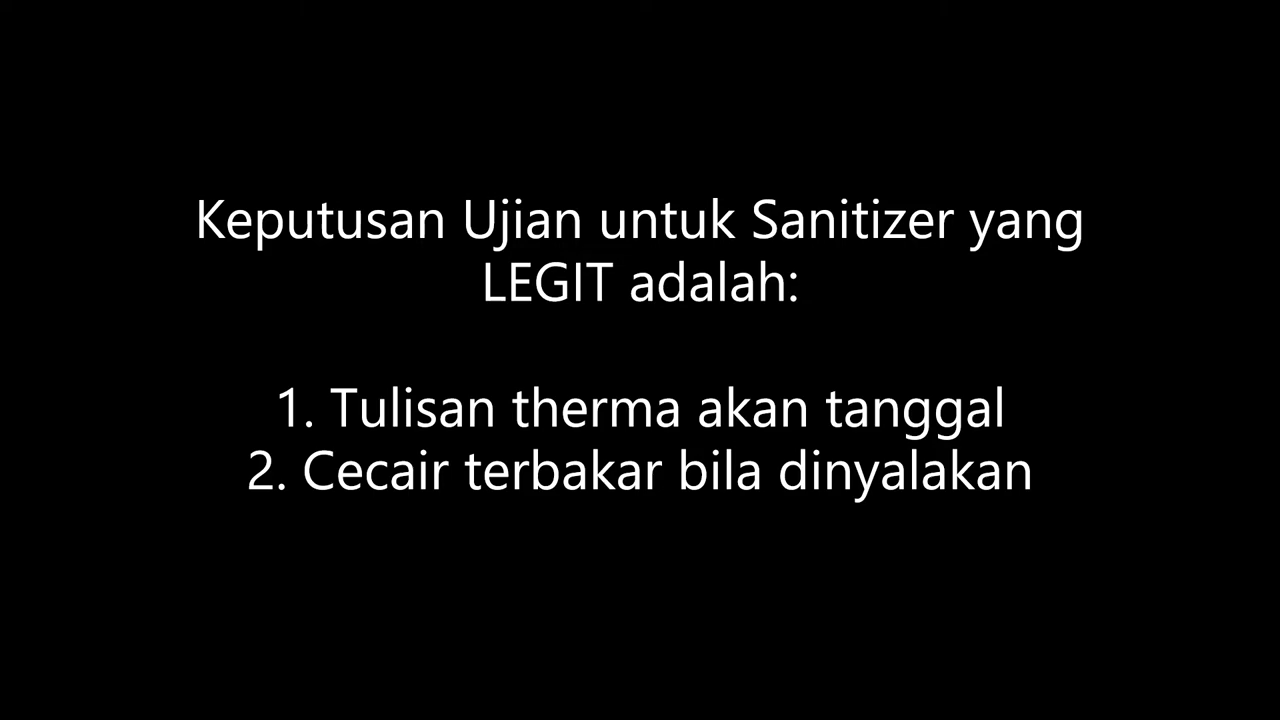 Keputusan Ujian untuk Sanitizer yang
LEGIT adalah:
1. Tulisan therma akan tanggal
2. Cecair terbakar bila dinyalakan